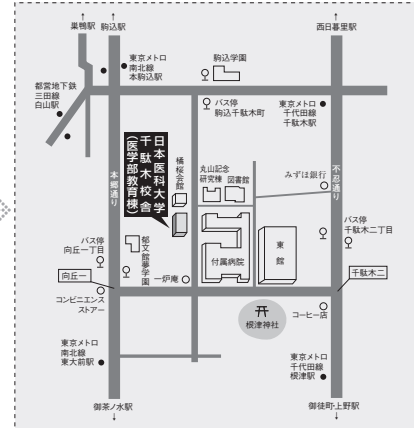 ↑
巣鴨駅
↑
駒込駅
↑
西日暮里駅
東京メトロ
南北線
本駒込駅
駒込学園
都営地下鉄
三田線
白山駅
バス停
駒込千駄木町
東京メトロ
千代田線
千駄木駅
日本医科大学
千駄木校舎
(医学部教育棟)
橘桜会館
丸山記念
研究棟
図書館
みずほ銀行
不忍通り
本郷通り
バス停
向丘一丁目
郁文館夢学園
付属病院
東館
バス停
千駄木二丁目
向丘一
一炉庵
千駄木二
コンビニエンス
ストアー
根津神社
コーヒー店
東京メトロ
南北線
東大前駅
東京メトロ
千代田線
根津駅
御茶ノ水駅
↓
御徒町・上野駅
↓